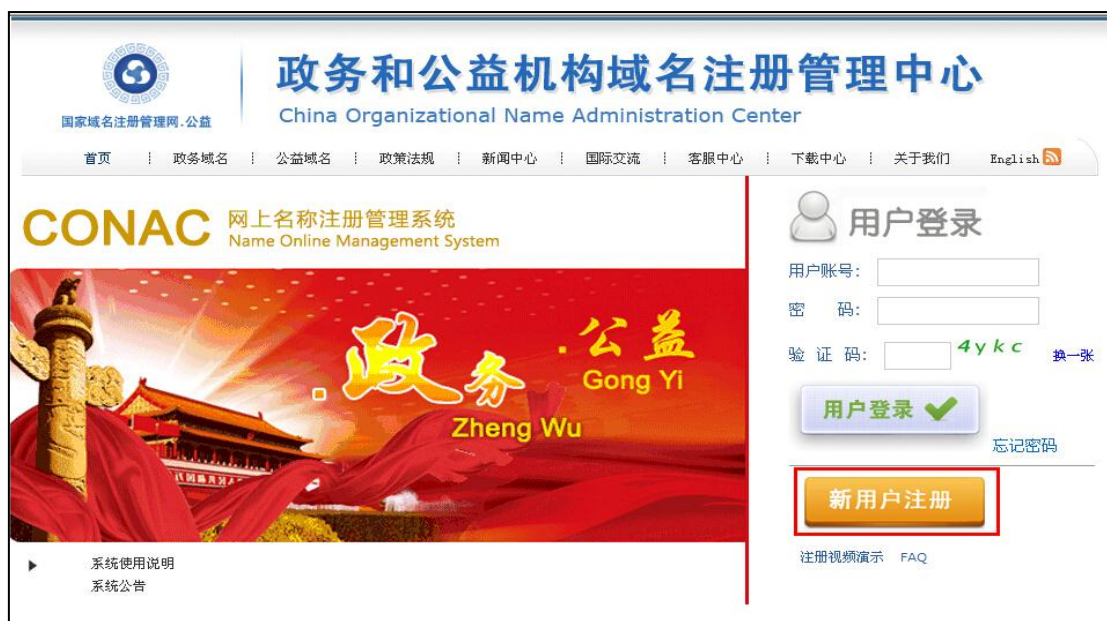 政务和公益机构域名注册管理中心
China Organizational Name Administration Center
国家域名注册管理网.公益
首页 政务域名 公益域名 政策法规 新闻中心 国际交流 客服中心 下载中心 关于我们 English
CONAC 网上名称注册管理系统
Name Online Management System
.政务
Zheng Wu
.公益
Gong Yi
系统使用说明
系统公告
用户登录
用户账号:
密 码:
验 证 码: 4ykc 换一张
用户登录
忘记密码
新用户注册
注册视频演示 FAQ